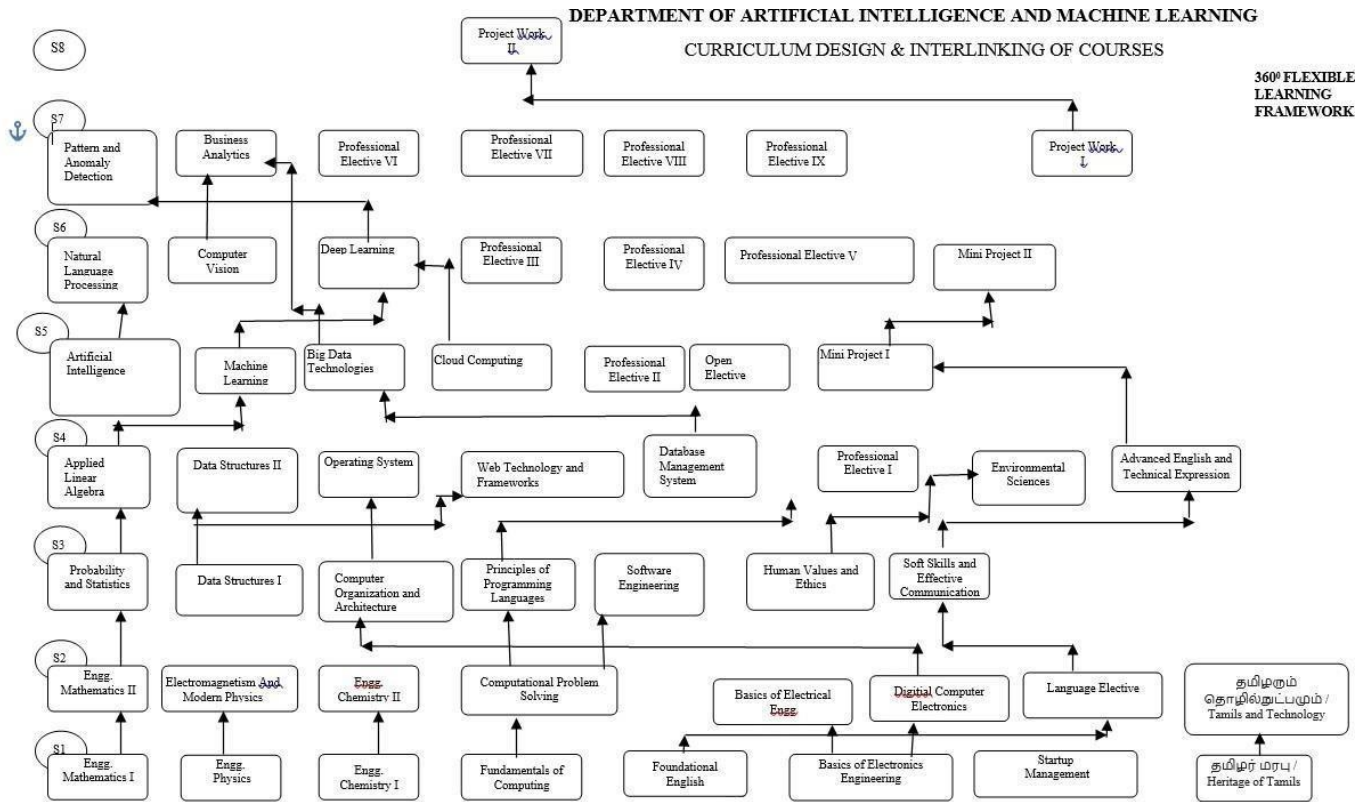 DEPARTMENT OF ARTIFICIAL INTELLIGENCE AND MACHINE LEARNING
CURRICULUM DESIGN & INTERLINKING OF COURSES
360⁰ FLEXIBLE
LEARNING
FRAMEWORK
S8
Project Work
II
S7
Pattern and
Anomaly
Detection
Business
Analytics
Professional
Elective VI
Professional
Elective VII
Professional
Elective VIII
Professional
Elective IX
Project Work
I
S6
Natural
Language
Processing
Computer
Vision
Deep Learning
Professional
Elective III
Professional
Elective IV
Professional Elective V
Mini Project II
S5
Artificial
Intelligence
Machine
Learning
Big Data
Technologies
Cloud Computing
Professional
Elective II
Open
Elective
Mini Project I
S4
Applied
Linear
Algebra
Data Structures II
Operating System
Web Technology and
Frameworks
Database
Management
System
Professional
Elective I
Environmental
Sciences
Advanced English and
Technical Expression
S3
Probability
and Statistics
Data Structures I
Computer
Organization and
Architecture
Principles of
Programming
Languages
Software
Engineering
Human Values and
Ethics
Soft Skills and
Effective
Communication
S2
Engg.
Mathematics II
Electromagnetism And
Modern Physics
Engg.
Chemistry II
Computational Problem
Solving
Basics of Electrical
Engg.
Digitial Computer
Electronics
Language Elective
தமிழரும்
தொழில்நுட்பமும் /
Tamils and Technology
S1
Engg.
Mathematics I
Engg.
Physics
Engg.
Chemistry I
Fundamentals of
Computing
Foundational
English
Basics of Electronics
Engineering
Startup
Management
தமிழர் மரபு /
Heritage of Tamils